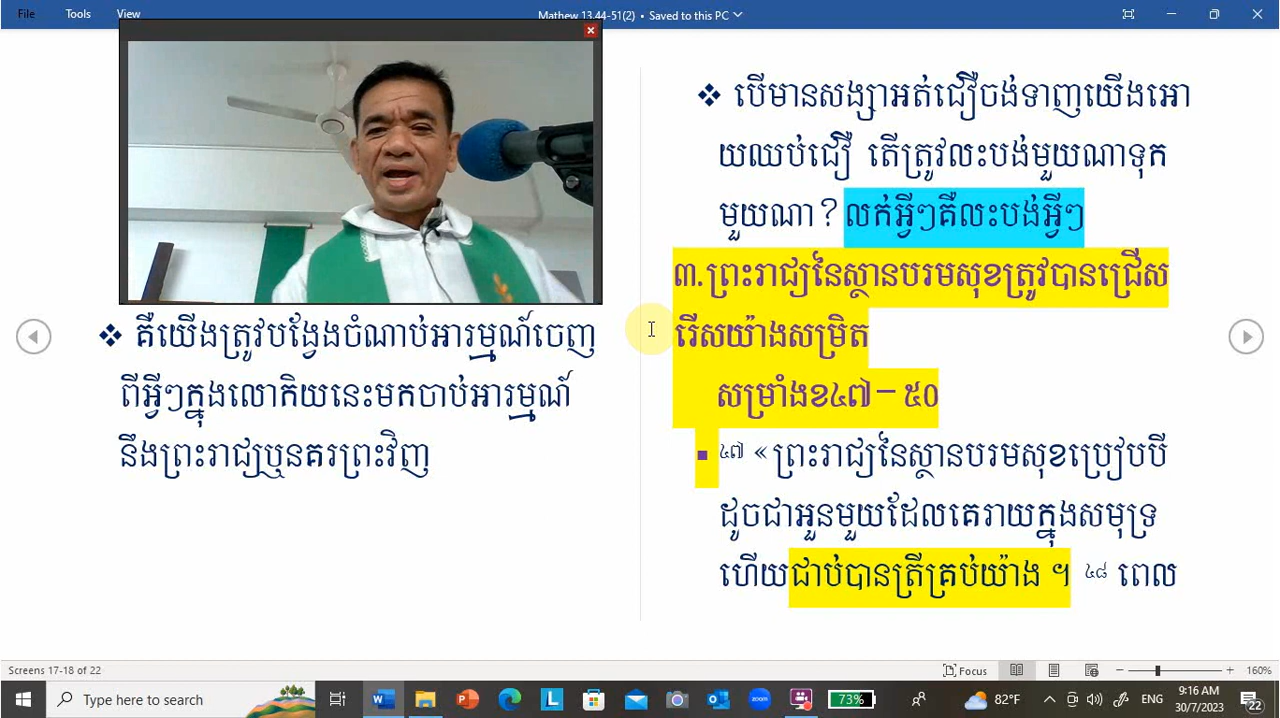 File Tools View Mathew 13.44-51(2) • Saved to this PC
❖ គឺយើងត្រូវបង្វែងចំណាប់អារម្មណ៍ចេញ
ពីអ្វីៗក្នុងលោកិយនេះមកចាប់អារម្មណ៍
នឹងព្រះរាជ្យឬនគរព្រះវិញ
❖ បើមានសង្សាអត់ជឿចង់ទាញយើងអោ
យឈប់ជឿ តើត្រូវលះបង់មួយណាទុក
មួយណា? លក់អ្វីៗគឺលះបង់អ្វីៗ
៣. ព្រះរាជ្យនៃស្ថានបរមសុខត្រូវបានជ្រើស
រើសយ៉ាងសម្រិត
សម្រាំងខ៤៧ – ៥០
▪ ៤៧ « ព្រះរាជ្យនៃស្ថានបរមសុខប្រៀបបី
ដូចជាអួនមួយដែលគេរាយក្នុងសមុទ្រ
ហើយជាប់បានត្រីគ្រប់យ៉ាង ។ ៤៨ ពេល
Screens 17-18 of 22 Focus 160%
Type here to search 73% 82°F ENG 9:16 AM
30/7/2023 22